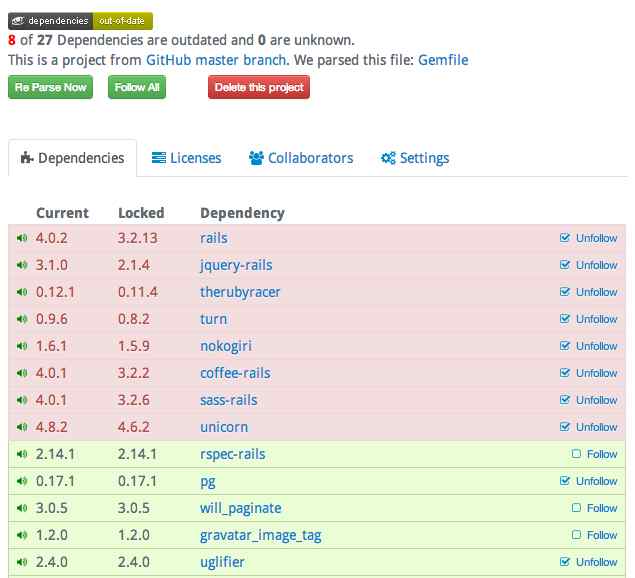 dependencies out-of-date
8 of 27 Dependencies are outdated and 0 are unknown.
This is a project from GitHub master branch. We parsed this file: Gemfile
Re Parse Now Follow All Delete this project
Dependencies Licenses Collaborators Settings
Current Locked Dependency
4.0.2 3.2.13 rails Unfollow
3.1.0 2.1.4 jquery-rails Unfollow
0.12.1 0.11.4 therubyracer Unfollow
0.9.6 0.8.2 turn Unfollow
1.6.1 1.5.9 nokogiri Unfollow
4.0.1 3.2.2 coffee-rails Unfollow
4.0.1 3.2.6 sass-rails Unfollow
4.8.2 4.6.2 unicorn Unfollow
2.14.1 2.14.1 rspec-rails Follow
0.17.1 0.17.1 pg Unfollow
3.0.5 3.0.5 will_paginate Follow
1.2.0 1.2.0 gravatar_image_tag Follow
2.4.0 2.4.0 uglifier Unfollow